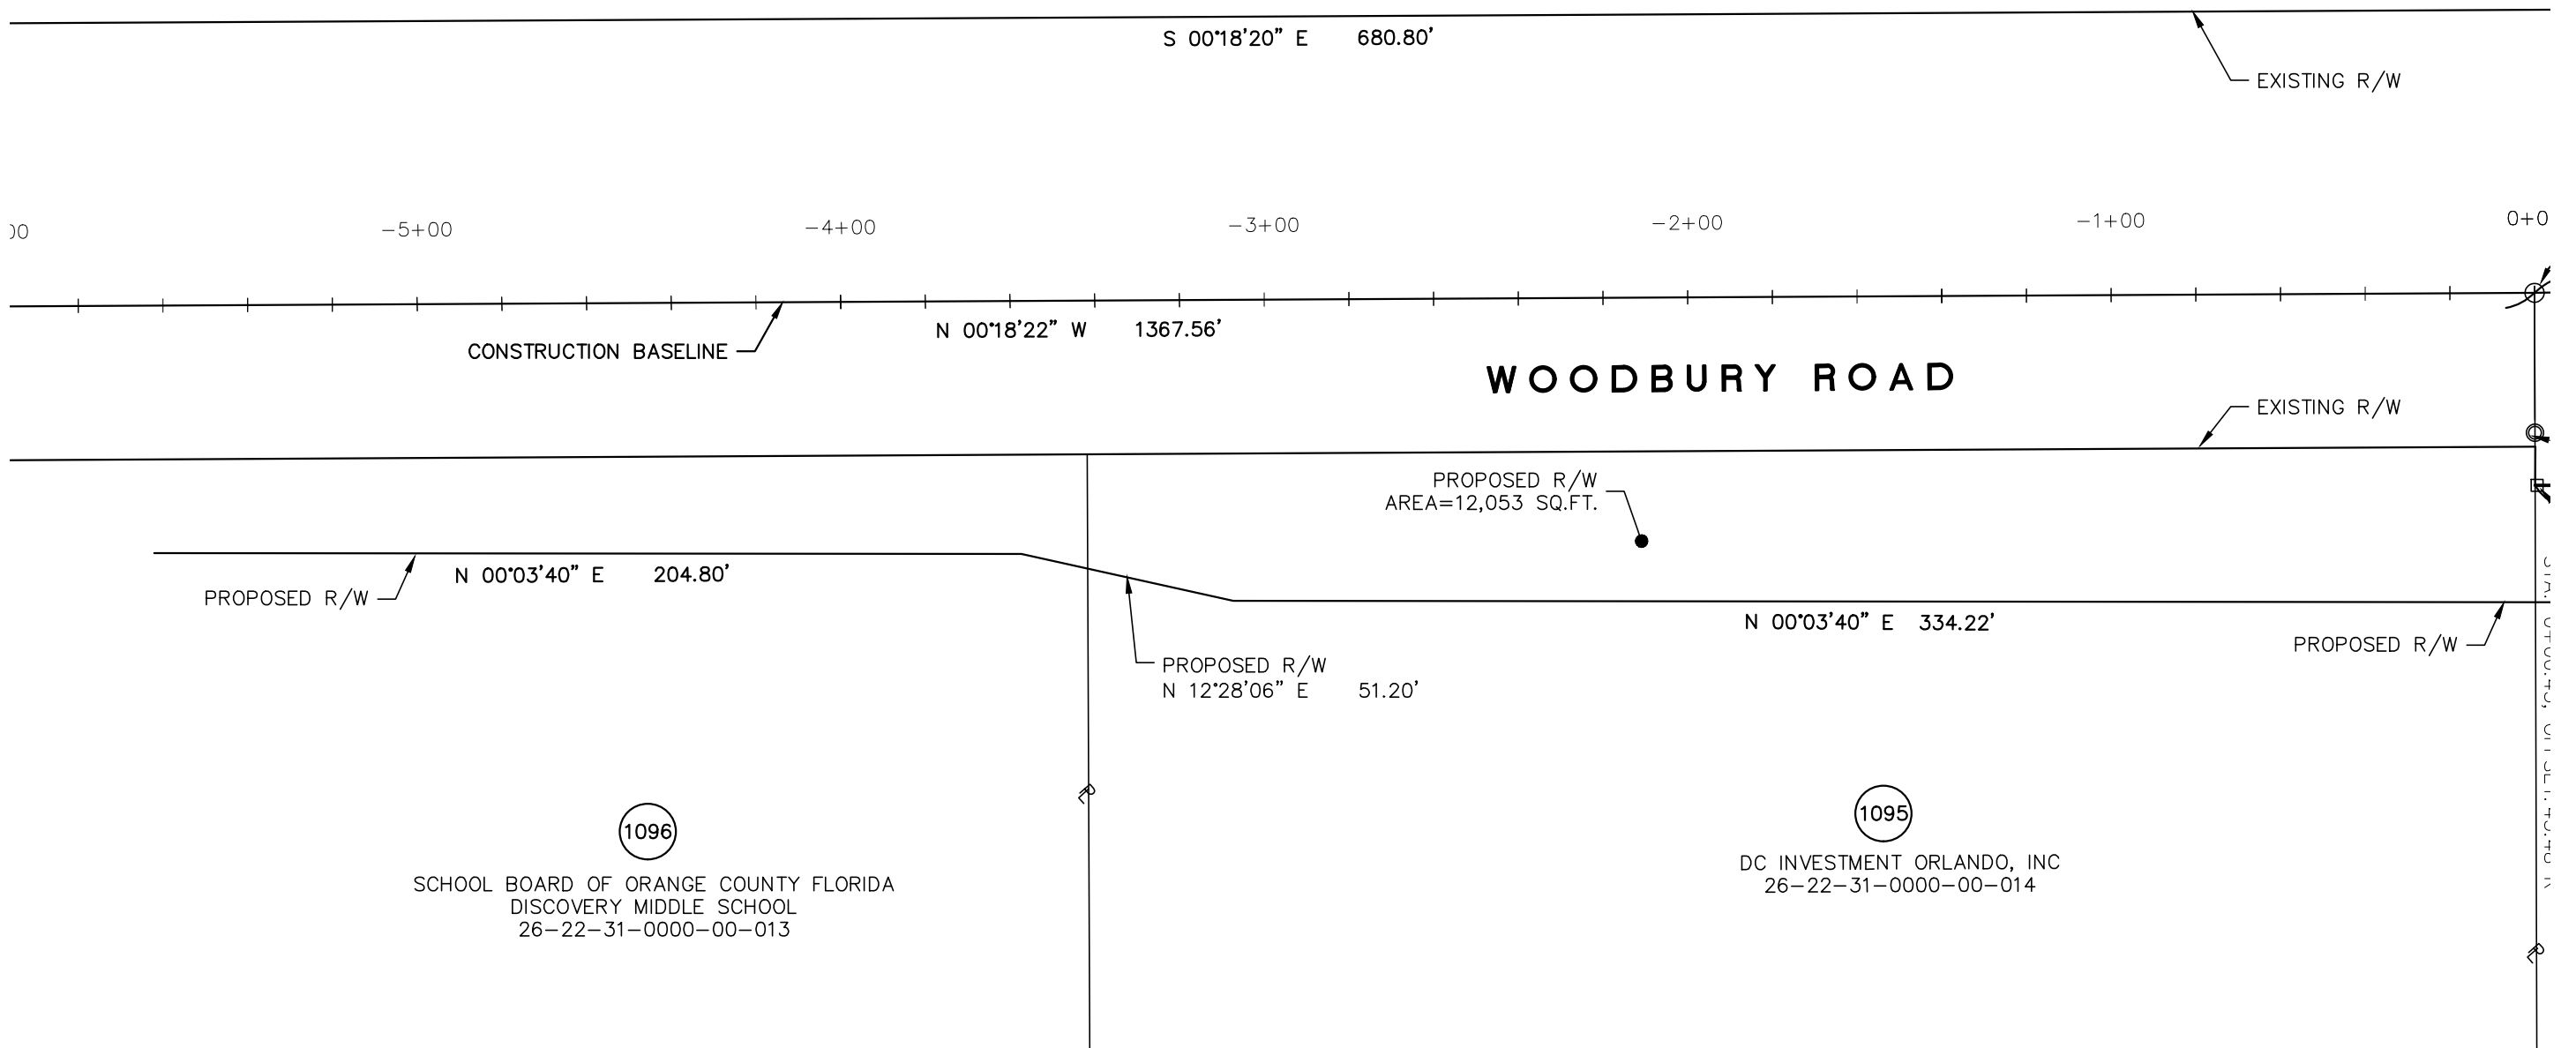 S 00°18'20" E 680.80'
EXISTING R/W
-5+00
-4+00
-3+00
-2+00
-1+00
N 00°18'22" W 1367.56'
CONSTRUCTION BASELINE
WOODBURY ROAD
EXISTING R/W
PROPOSED R/W
AREA=12,053 SQ.FT.
N 00°03'40" E 204.80'
PROPOSED R/W
N 00°03'40" E 334.22'
PROPOSED R/W
PROPOSED R/W
N 12°28'06" E 51.20'
PL
1096
SCHOOL BOARD OF ORANGE COUNTY FLORIDA
DISCOVERY MIDDLE SCHOOL
26-22-31-0000-00-013
1095
DC INVESTMENT ORLANDO, INC
26-22-31-0000-00-014
PL